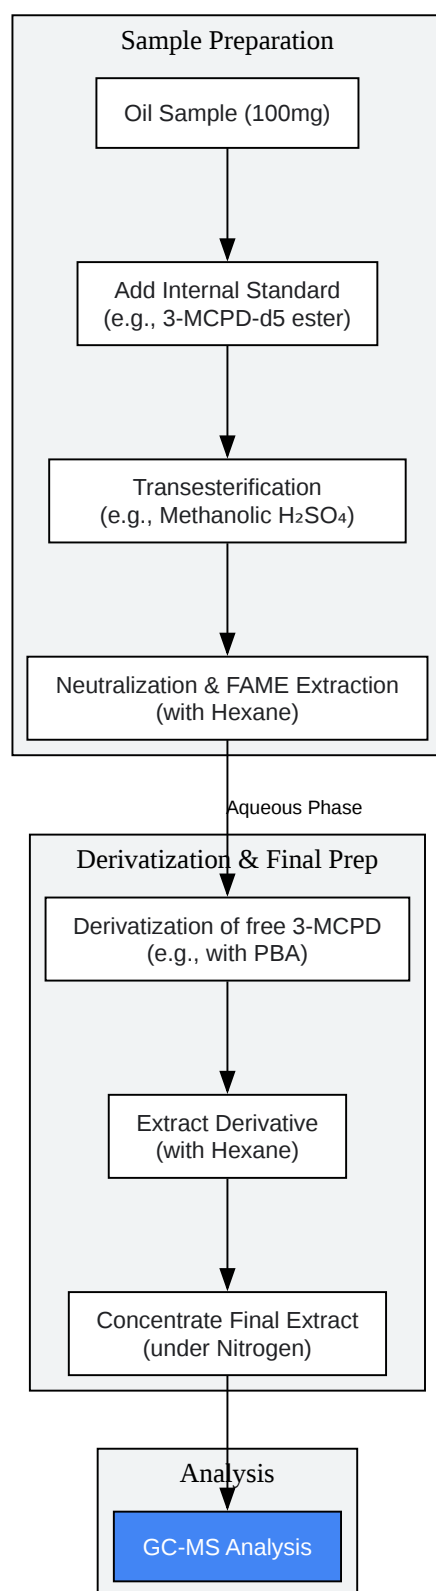 Sample Preparation
Oil Sample (100mg)
Add Internal Standard
(e.g., 3-MCPD-d5 ester)
Transesterification
(e.g., Methanolic H₂SO₄)
Neutralization & FAME Extraction
(with Hexane)
Aqueous Phase
Derivatization & Final Prep
Derivatization of free 3-MCPD
(e.g., with PBA)
Extract Derivative
(with Hexane)
Concentrate Final Extract
(under Nitrogen)
Analysis
GC-MS Analysis